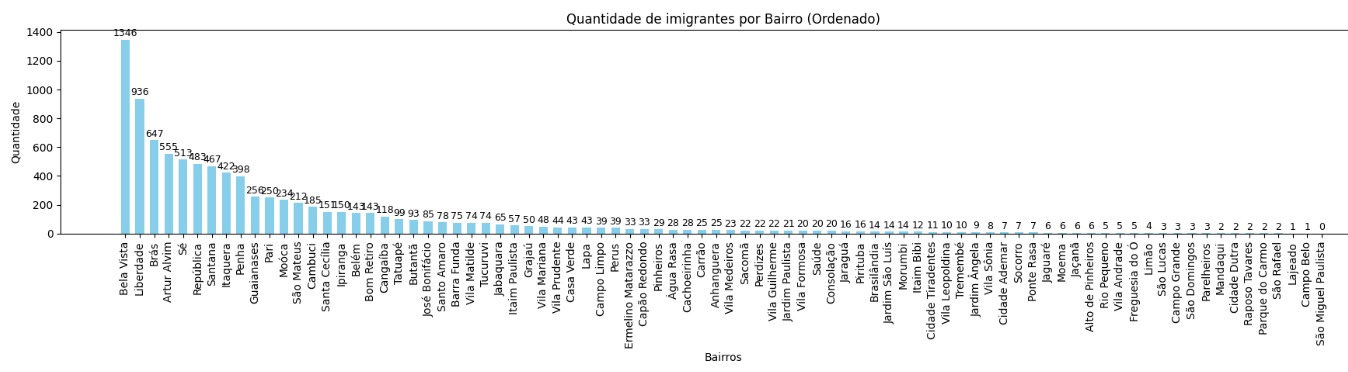 Quantidade de imigrantes por Bairro (Ordenado)
Quantidade
1400
1200
1000
800
600
400
200
0
1346
936
647
555
513
483
467
422
398
256
250
234
212
185
151
150
143
143
118
99
93
85
78
75
74
74
65
57
50
48
44
43
43
39
39
33
33
29
28
28
25
25
23
22
22
22
21
20
20
20
16
16
14
14
14
12
11
10
10
9
8
7
7
7
6
6
6
6
5
5
5
4
3
3
3
3
2
2
2
2
2
1
1
0
Bela Vista
Liberdade
Brás
Artur Alvim
Sé
República
Santana
Itaquera
Penha
Guaianases
Pari
Moóca
São Mateus
Cambuci
Santa Cecília
Ipiranga
Belém
Bom Retiro
Cangaiba
Tatuapé
Butantã
José Bonifácio
Santo Amaro
Barra Funda
Vila Matilde
Tucuruvi
Jabaquara
Itaim Paulista
Grajaú
Vila Mariana
Vila Prudente
Casa Verde
Lapa
Campo Limpo
Perus
Ermelino Matarazzo
Capão Redondo
Pinheiros
Água Rasa
Cachoeirinha
Carrão
Anhanguera
Vila Medeiros
Sacomã
Perdizes
Vila Guilherme
Jardim Paulista
Vila Formosa
Saúde
Consolação
Jaraguá
Pirituba
Brasilândia
Jardim São Luis
Morumbi
Itaim Bibi
Cidade Tiradentes
Vila Leopoldina
Tremembé
Jardim Ângela
Vila Sônia
Cidade Ademar
Socorro
Ponte Rasa
Jaguaré
Moema
Jaçanã
Alto de Pinheiros
Rio Pequeno
Vila Andrade
Freguesia do Ó
Limão
São Lucas
Campo Grande
São Domingos
Parelheiros
Mandaqui
Cidade Dutra
Raposo Tavares
Parque do Carmo
São Rafael
Lajeado
Campo Belo
São Miguel Paulista
Bairros